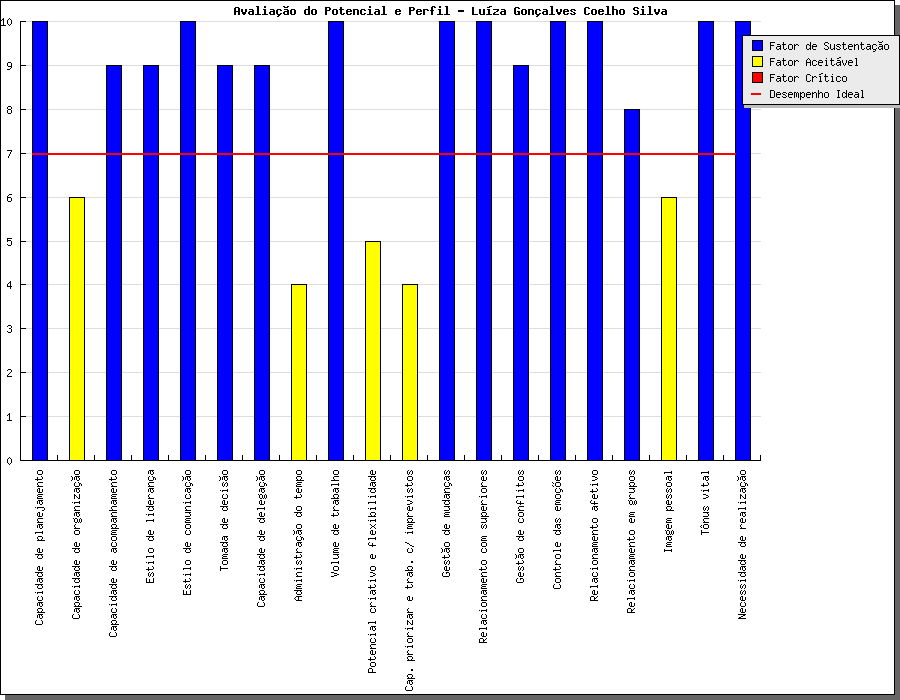 Avaliação do Potencial e Perfil - Luíza Gonçalves Coelho Silva
10
9
8
7
6
5
4
3
2
1
0
Fator de Sustentação
Fator Aceitável
Fator Crítico
Desempenho Ideal
Capacidade de planejamento
Capacidade de organização
Capacidade de acompanhamento
Estilo de liderança
Estilo de comunicação
Tomada de decisão
Capacidade de delegação
Administração do tempo
Volume de trabalho
Potencial criativo e flexibilidade
Cap. priorizar e trab. c/ imprevistos
Gestão de mudanças
Relacionamento com superiores
Gestão de conflitos
Controle das emoções
Relacionamento afetivo
Relacionamento em grupos
Imagem pessoal
Tônus vital
Necessidade de realização